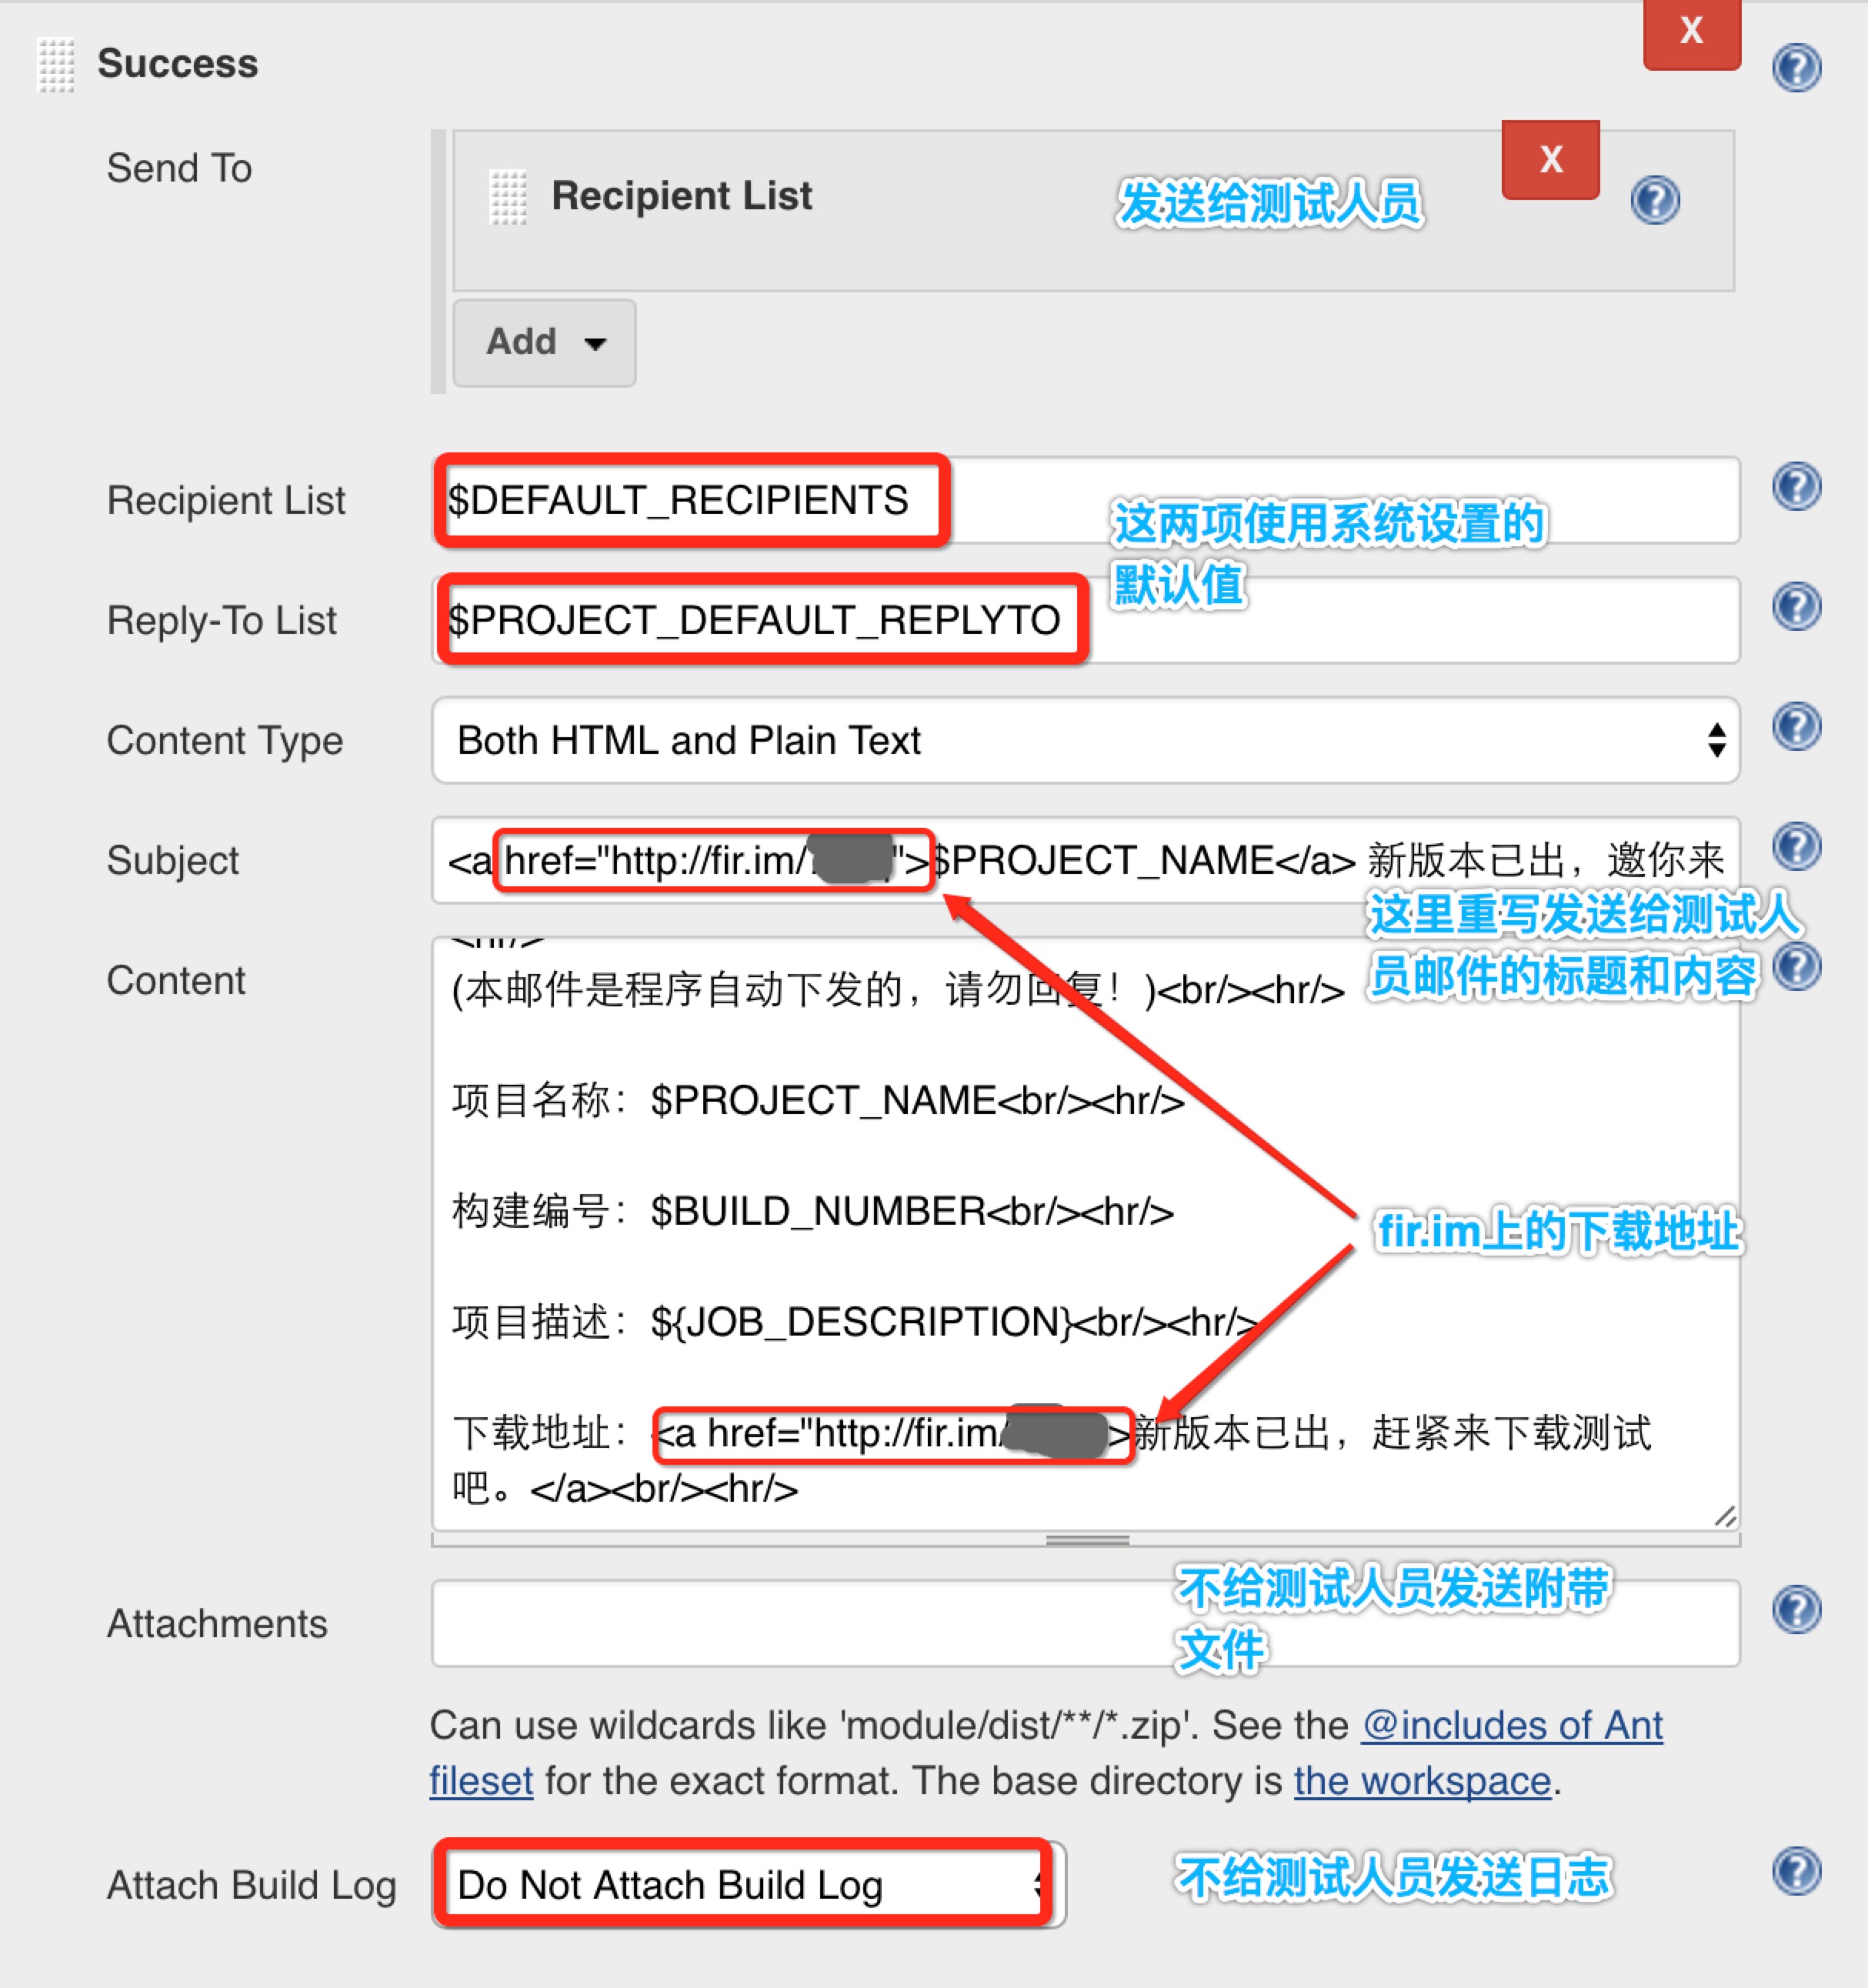 Success
X
Send To
Recipient List
发送给测试人员
X
Add
Recipient List
$DEFAULT_RECIPIENTS
这两项使用系统设置的
默认值
Reply-To List
$PROJECT_DEFAULT_REPLYTO
Content Type
Both HTML and Plain Text
Subject
<a href="http://fir.im/ ">$PROJECT_NAME</a> 新版本已出，邀你来
这里重写发送给测试人
员邮件的标题和内容
Content
<hr/>
(本邮件是程序自动下发的，请勿回复！)<br/><hr/>
项目名称：$PROJECT_NAME<br/><hr/>
构建编号：$BUILD_NUMBER<br/><hr/>
fir.im上的下载地址
项目描述：${JOB_DESCRIPTION}<br/><hr/>
下载地址：<a href="http://fir.im/ >新版本已出，赶紧来下载测试
吧。</a><br/><hr/>
Attachments
不给测试人员发送附带
文件
Can use wildcards like 'module/dist/**/*.zip'. See the @includes of Ant
fileset for the exact format. The base directory is the workspace.
Attach Build Log
Do Not Attach Build Log
不给测试人员发送日志